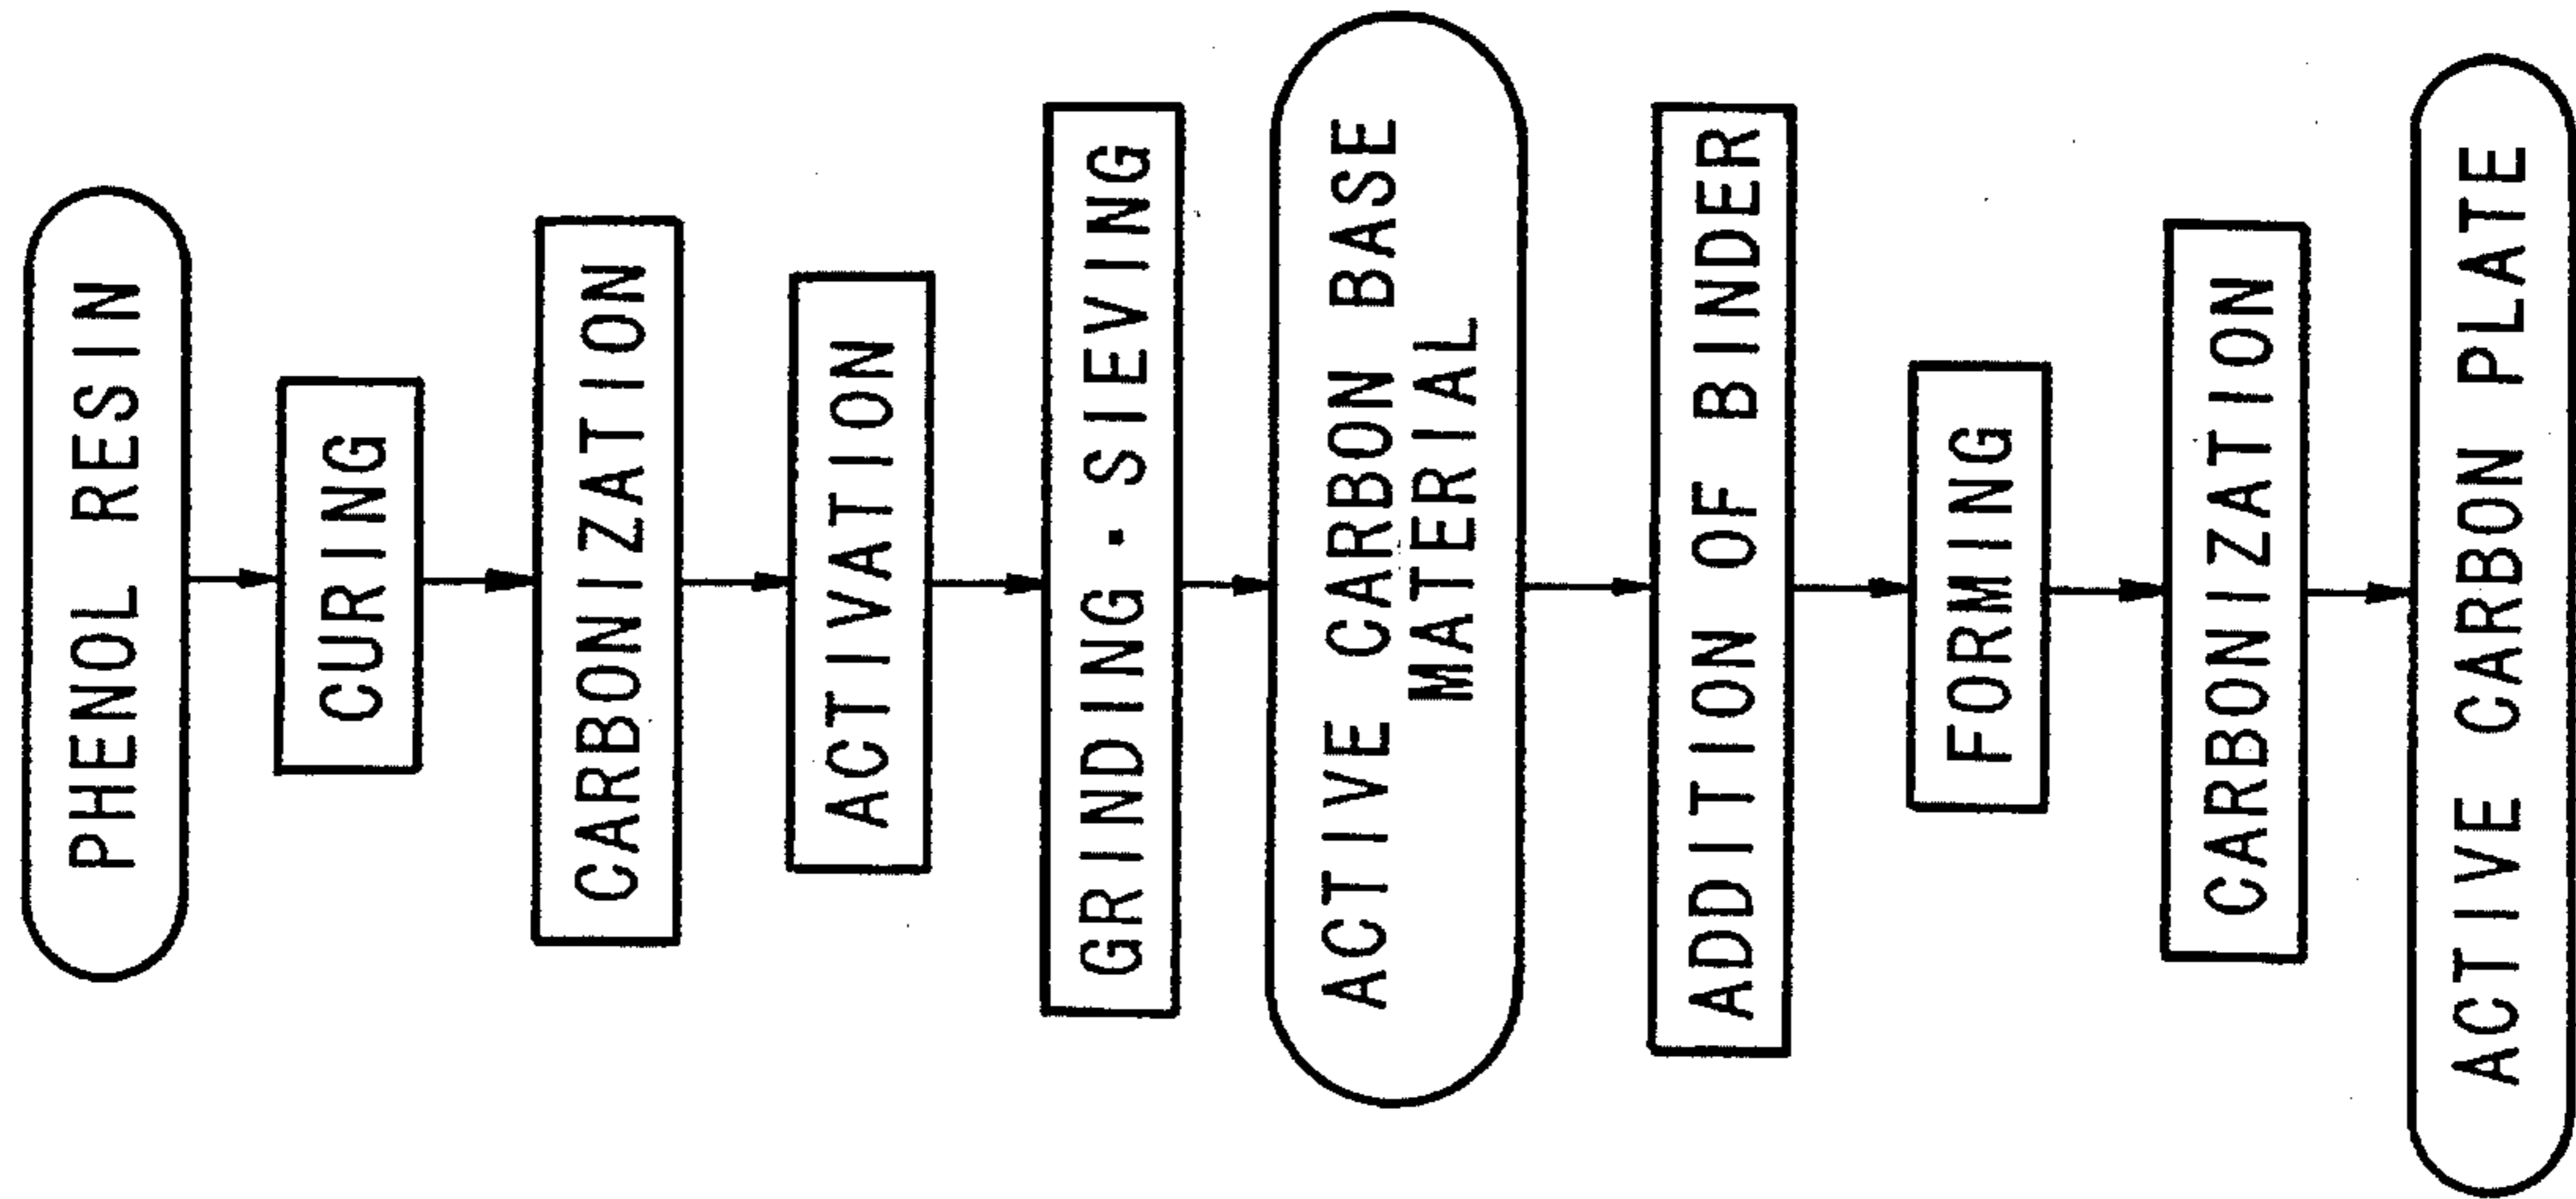 PHENOL RESIN
CURING
CARBONIZATION
ACTIVATION
GRINDING · SIEVING
ACTIVE CARBON BASE
MATERIAL
ADDITION OF BINDER
FORMING
CARBONIZATION
ACTIVE CARBON PLATE